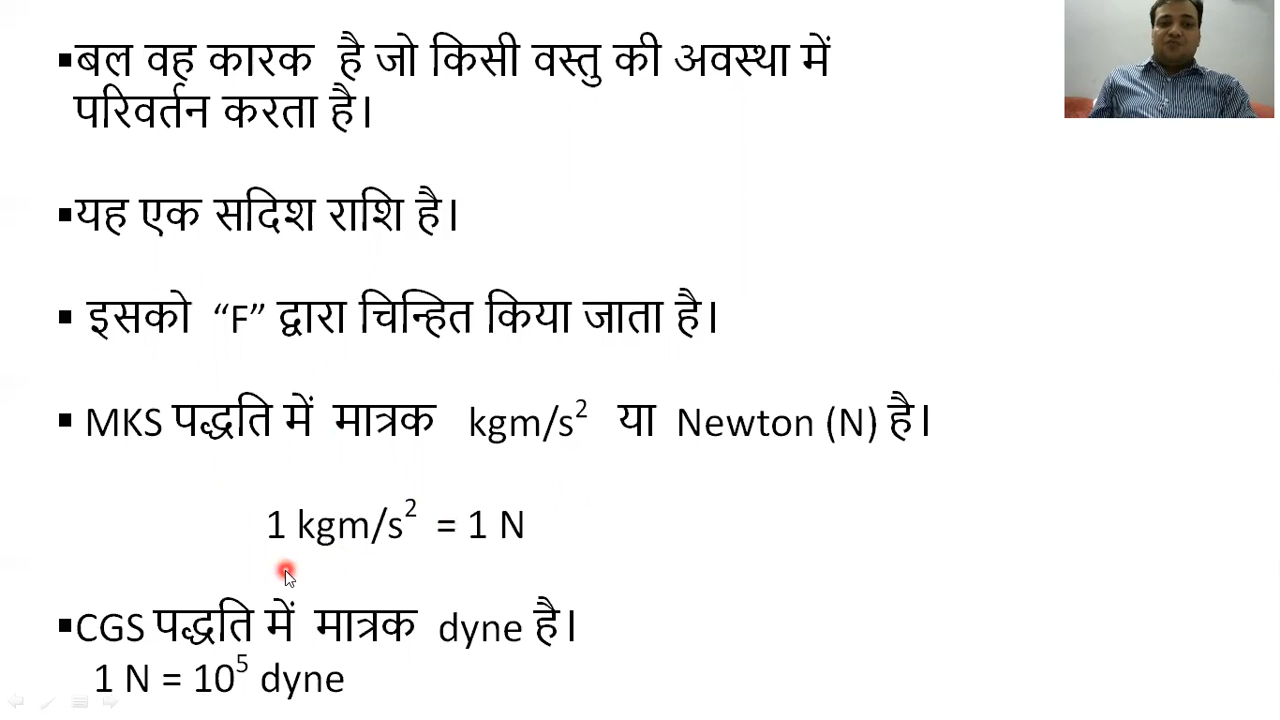 ▪बल वह कारक है जो किसी वस्तु की अवस्था में
परिवर्तन करता है।
▪यह एक सदिश राशि है।
▪ इसको “F” द्वारा चिन्हित किया जाता है।
▪ MKS पद्धति में मात्रक kgm/s² या Newton (N) है।
1 kgm/s² = 1 N
▪CGS पद्धति में मात्रक dyne है।
1 N = 10⁵ dyne